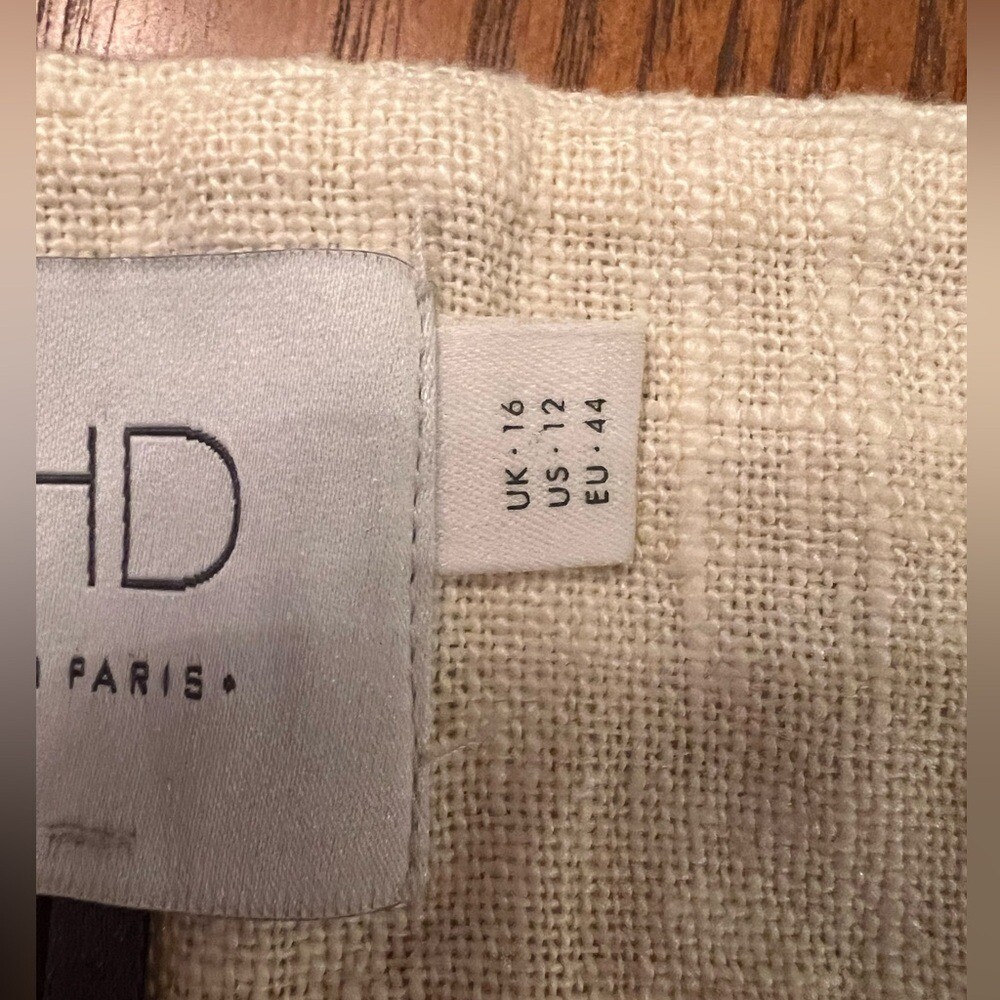 HD
PARIS •
UK · 16
US · 12
EU · 44